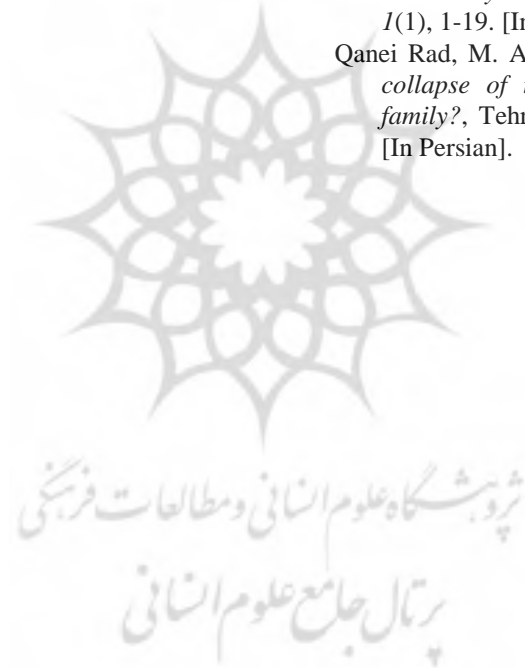 1(1), 1-19. [In
Qanei Rad, M. A
collapse of
family?, Tehr
[In Persian].
پژوهشگاه علوم انسانی و مطالعات فرهنگی
پرتال جامع علوم انسانی